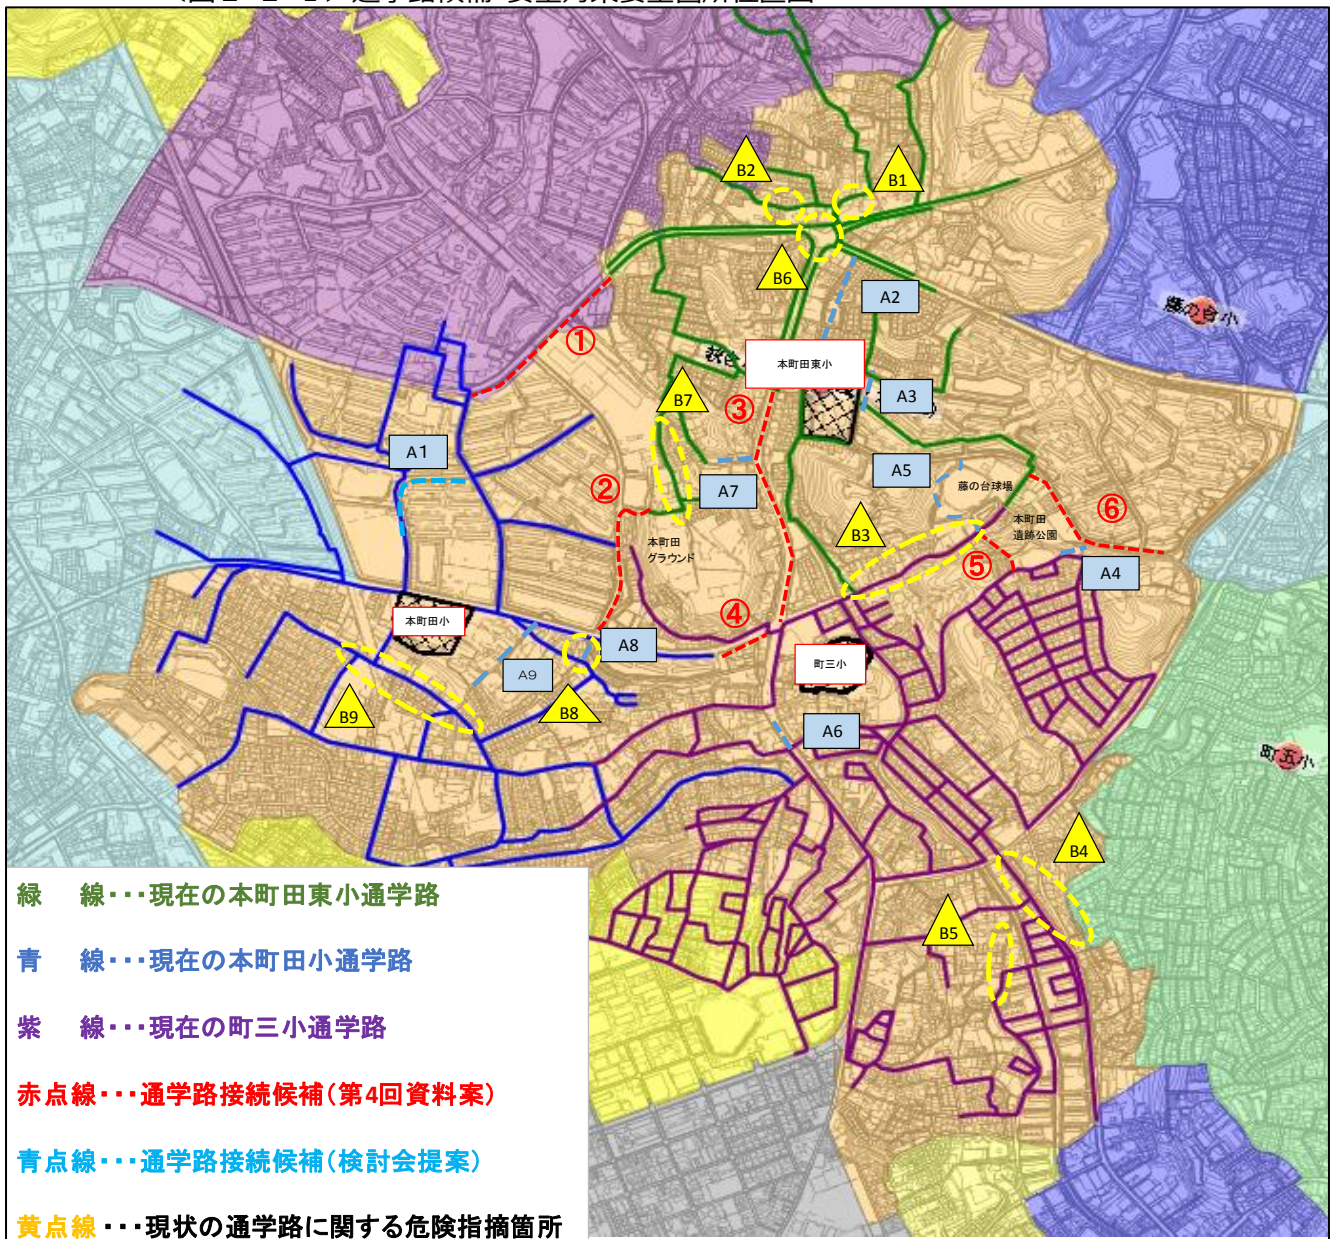 B2
B1
B6
藤の台小
A2
①
本町田東小
B7
③
A3
A1
A5
藤の台球場
②
A7
⑥
本町田
グラウンド
B3
本町田
遺跡公園
⑤
A4
④
本町田小
A8
町三小
A9
B9
B8
A6
町五小
B4
B5
緑 線・・・現在の本町田東小通学路
青 線・・・現在の本町田小通学路
紫 線・・・現在の町三小通学路
赤点線・・・通学路接続候補(第4回資料案)
青点線・・・通学路接続候補(検討会提案)
黄点線・・・現状の通学路に関する危険指摘箇所